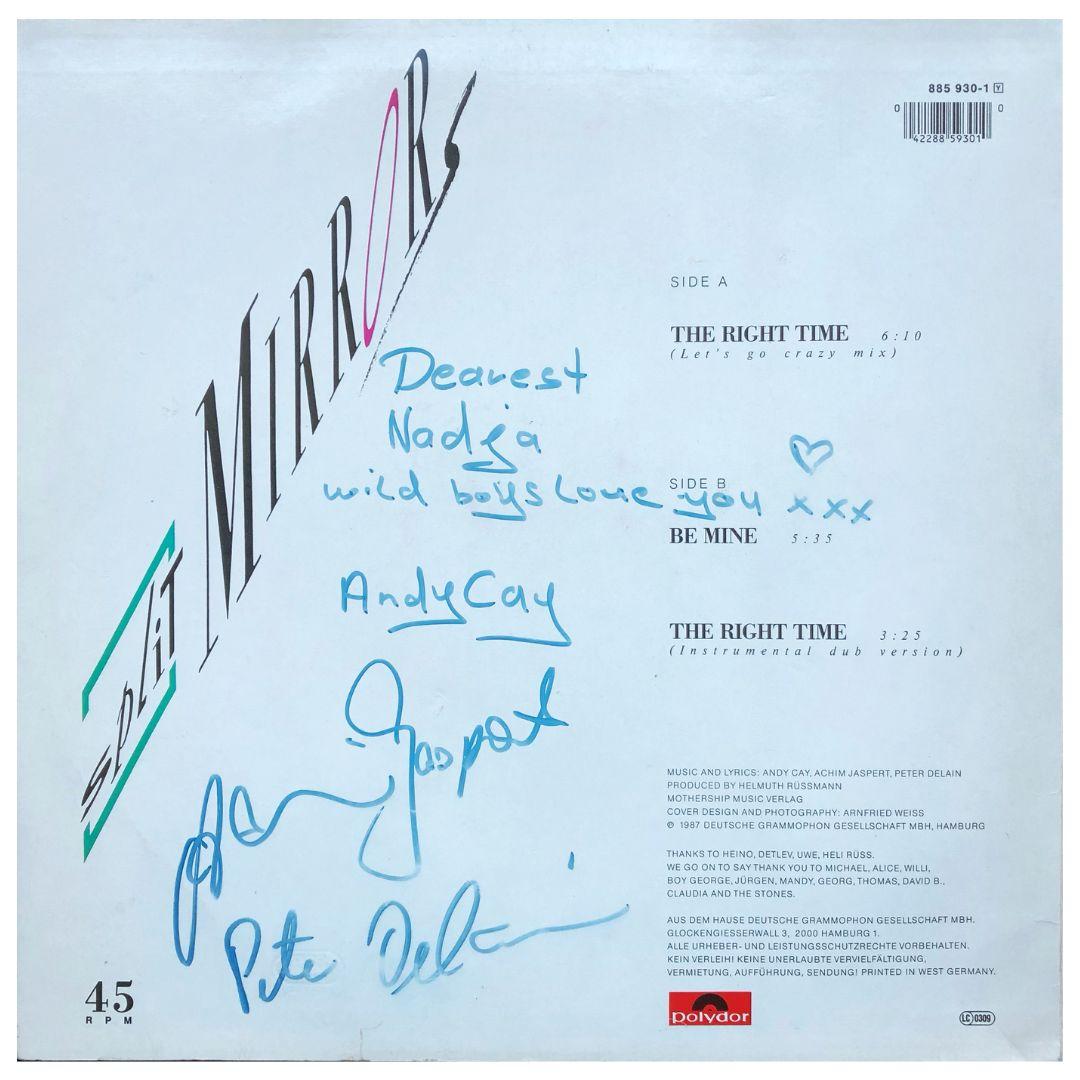 SPLIT MIRRORS
885 930-1 Y
0 42288 59301 0
SIDE A
THE RIGHT TIME 6:10
(Let's go crazy mix)
Dearest
Nadja
wild boys Love you xxx
SIDE B
BE MINE 5:35
Andy Cay
THE RIGHT TIME 3:25
(Instrumental dub version)
Jaspert
Pete Delain
MUSIC AND LYRICS: ANDY CAY, ACHIM JASPERT, PETER DELAIN
PRODUCED BY HELMUTH RÜSSMANN
MOTHERSHIP MUSIC VERLAG
COVER DESIGN AND PHOTOGRAPHY: ARNFRIED WEISS
℗ 1987 DEUTSCHE GRAMMOPHON GESELLSCHAFT MBH, HAMBURG
THANKS TO HEINO, DETLEV, UWE, HELI RÜSS.
WE GO ON TO SAY THANK YOU TO MICHAEL, ALICE, WILLI,
BOY GEORGE, JÜRGEN, MANDY, GEORG, THOMAS, DAVID B.,
CLAUDIA AND THE STONES.
AUS DEM HAUSE DEUTSCHE GRAMMOPHON GESELLSCHAFT MBH.
GLOCKENGIESSERWALL 3, 2000 HAMBURG 1.
ALLE URHEBER- UND LEISTUNGSSCHUTZRECHTE VORBEHALTEN.
KEIN VERLEIH! KEINE UNERLAUBTE VERVIELFÄLTIGUNG,
VERMIETUNG, AUFFÜHRUNG, SENDUNG! PRINTED IN WEST GERMANY.
45
RPM
polydor
LC 0309